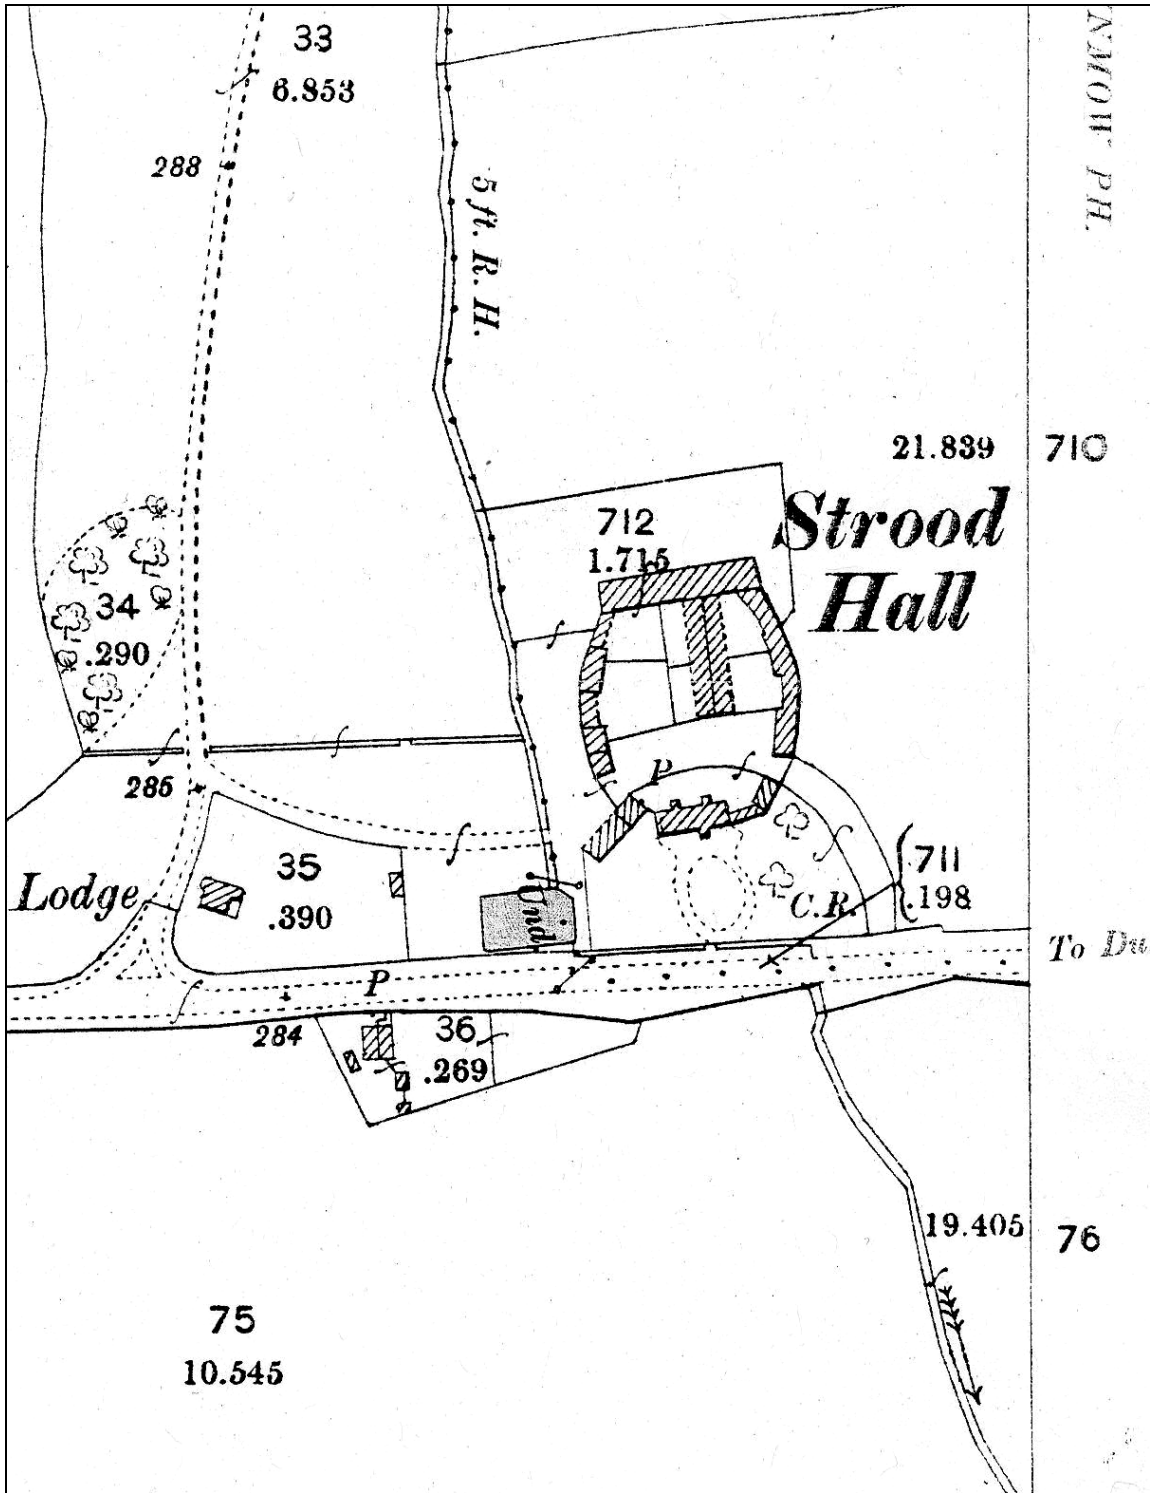 33
6.853
NMOW PH.
288
5 ft. R. H.
21.839
710
Strood
Hall
712
1.715
34
.290
285
P
35
.390
Lodge
Und.
C.R.
711
.198
To Du
P
284
36
.269
19.405
76
75
10.545